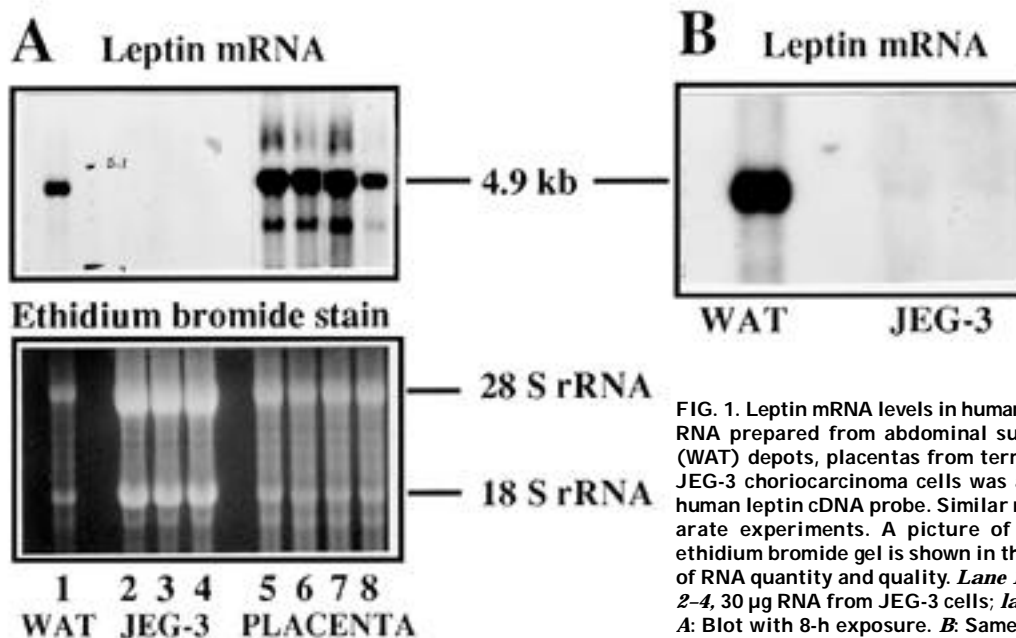 A
Leptin mRNA
4.9 kb
Ethidium bromide stain
28 S rRNA
18 S rRNA
1 2 3 4 5 6 7 8
WAT JEG-3 PLACENTA
B
Leptin mRNA
WAT JEG-3
FIG. 1. Leptin mRNA levels in human
RNA prepared from abdominal su
(WAT) depots, placentas from terr
JEG-3 choriocarcinoma cells was a
human leptin cDNA probe. Similar r
arate experiments. A picture of
ethidium bromide gel is shown in th
of RNA quantity and quality. Lane
2–4, 30 µg RNA from JEG-3 cells; la
A: Blot with 8-h exposure. B: Same